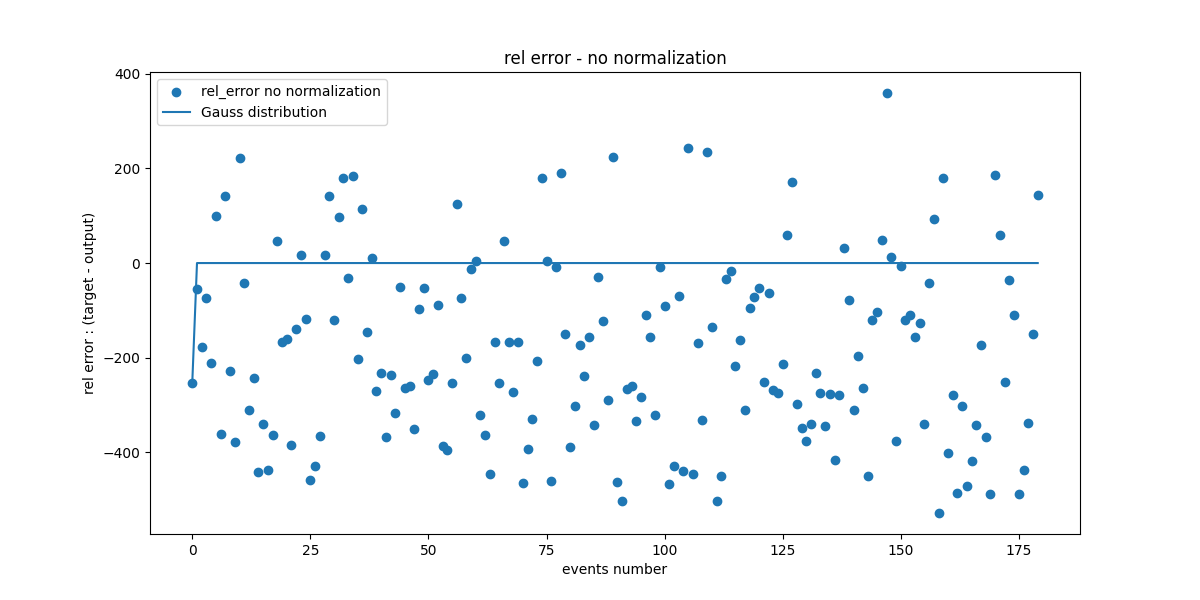 rel error - no normalization
rel_error no normalization
Gauss distribution
rel error : (target - output)
400
200
0
−200
−400
0 25 50 75 100 125 150 175
events number